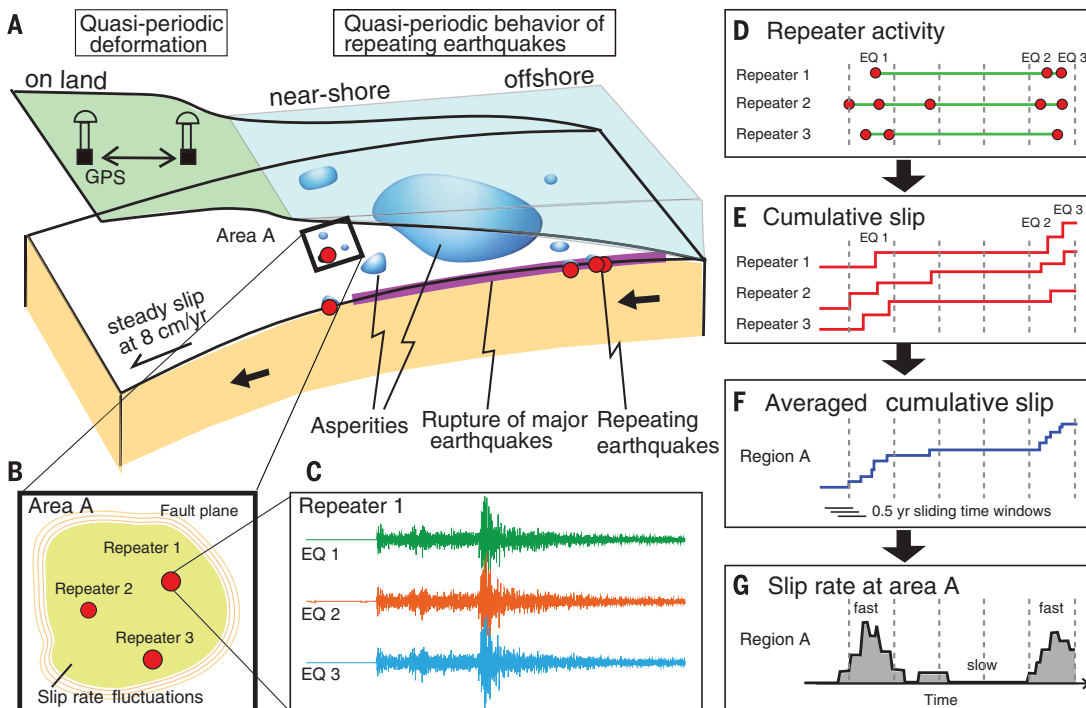 A
Quasi-periodic
deformation
Quasi-periodic behavior of
repeating earthquakes
on land
near-shore
offshore
GPS
Area A
steady slip
at 8 cm/yr
Asperities
Rupture of major
earthquakes
Repeating
earthquakes
B
Area A
Fault plane
Repeater 1
Repeater 2
Repeater 3
Slip rate fluctuations
C
Repeater 1
EQ 1
EQ 2
EQ 3
D Repeater activity
EQ 1
EQ 2
EQ 3
Repeater 1
Repeater 2
Repeater 3
E Cumulative slip
EQ 1
EQ 2
EQ 3
Repeater 1
Repeater 2
Repeater 3
F Averaged cumulative slip
Region A
0.5 yr sliding time windows
G Slip rate at area A
fast
fast
Region A
slow
Time